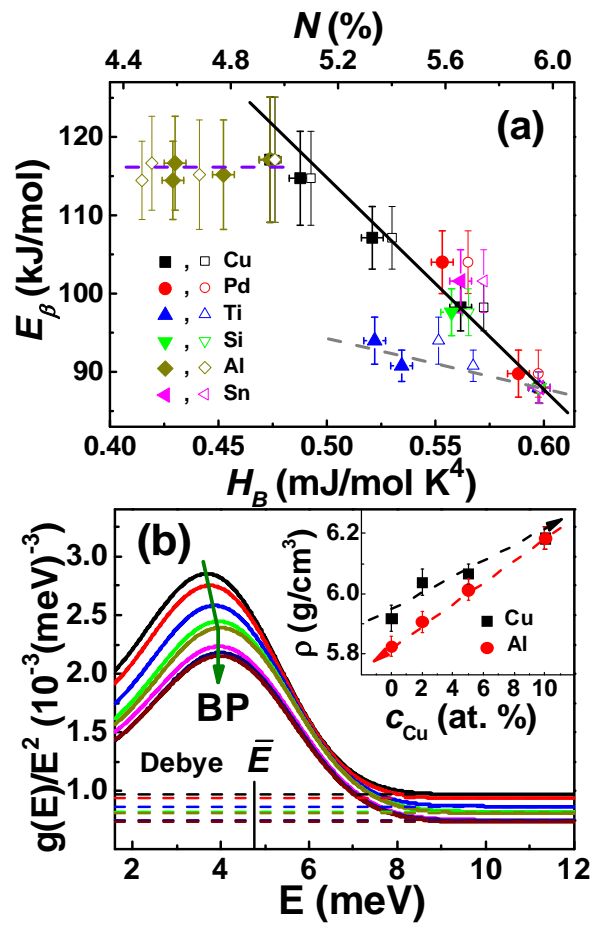 N (%)
4.4 4.8 5.2 5.6 6.0
(a)
E_β (kJ/mol)
120
110
100
90
■ , □ Cu
● , ○ Pd
▲ , △ Ti
▼ , ▽ Si
◆ , ◇ Al
◀ , ◁ Sn
0.40 0.45 0.50 0.55 0.60
H_B (mJ/mol K⁴)
(b)
g(E)/E² (10⁻³(meV)⁻³)
3.0
2.5
2.0
1.5
1.0
BP
Debye
E̅
2 4 6 8 10 12
E (meV)
ρ (g/cm³)
6.2
6.0
5.8
Cu
Al
0 2 4 6 8 10
c_Cu (at. %)